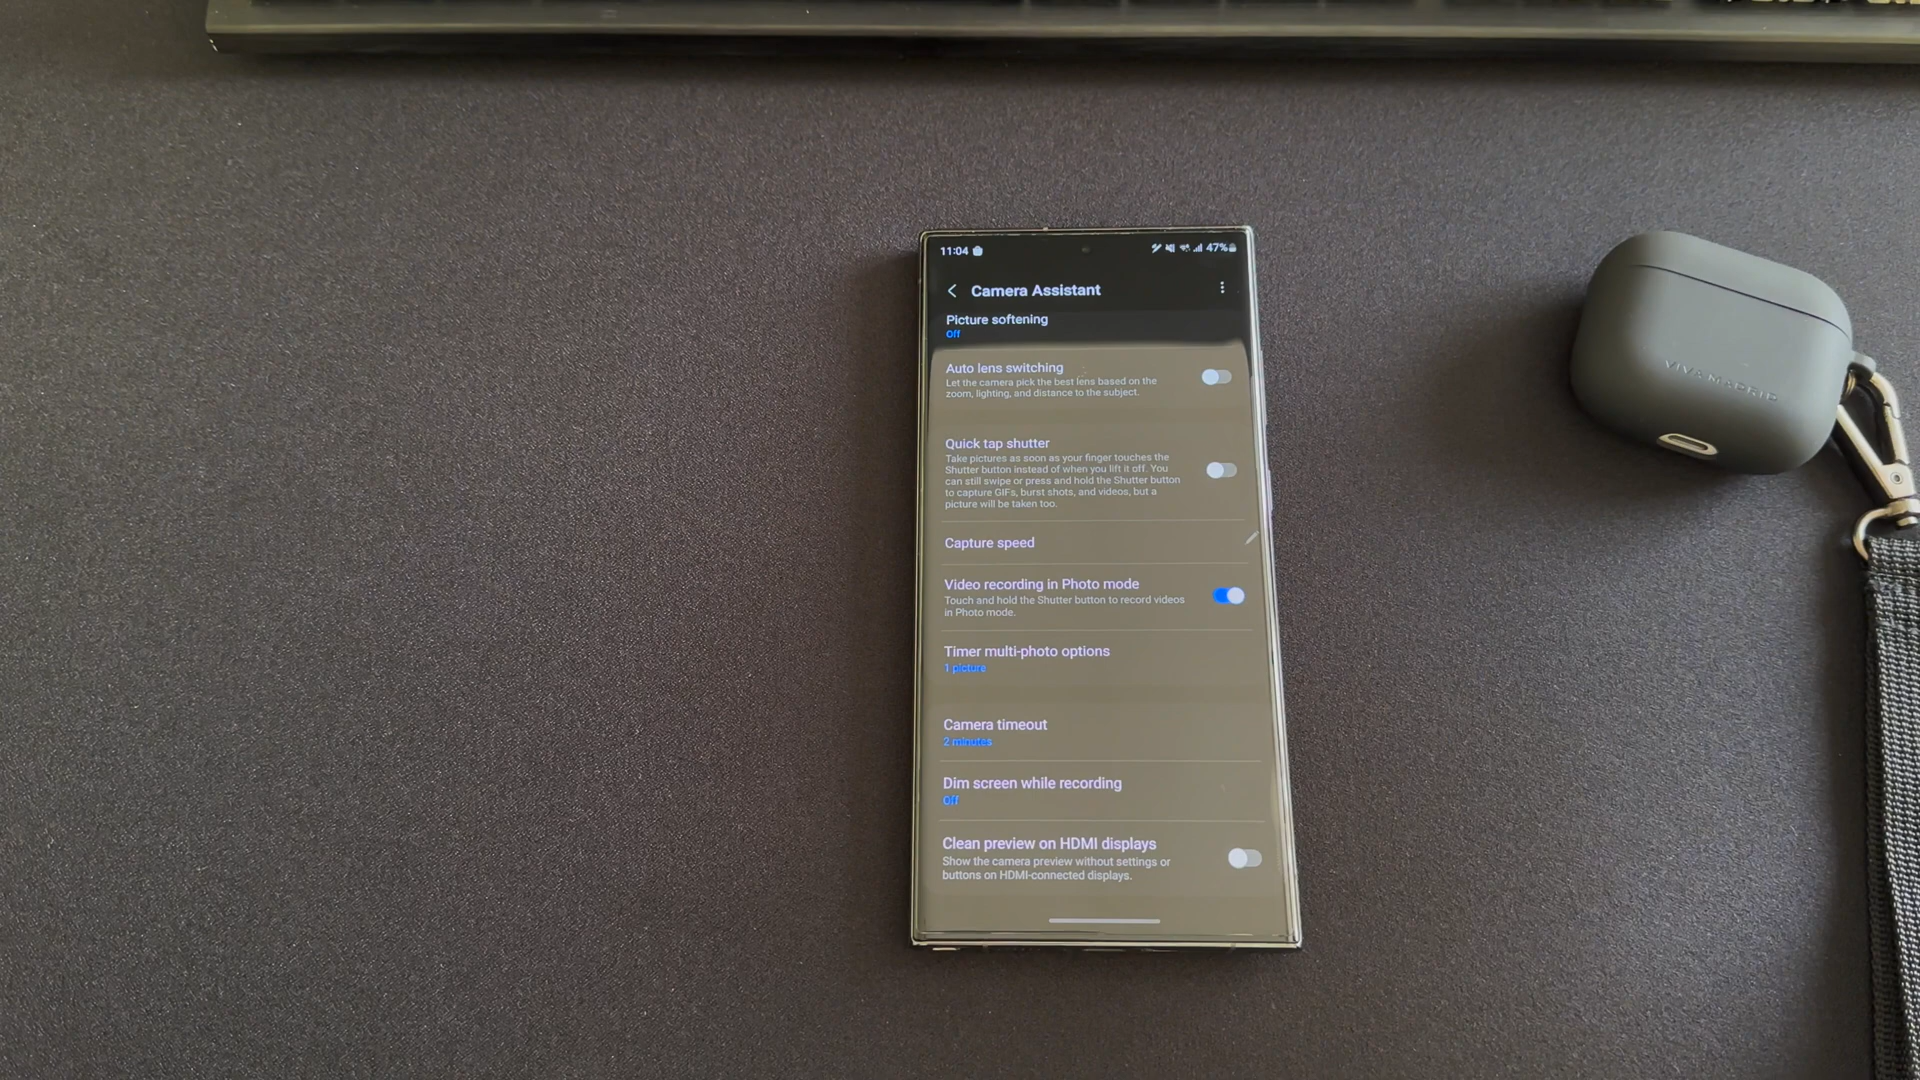 11:04 47%
Camera Assistant
Picture softening
Off
Auto lens switching
Let the camera pick the best lens based on the
zoom, lighting, and distance to the subject.
Quick tap shutter
Take pictures as soon as your finger touches the
Shutter button instead of when you lift it off. You
can still swipe or press and hold the Shutter button
to capture GIFs, burst shots, and videos, but a
picture will be taken too.
Capture speed
Video recording in Photo mode
Touch and hold the Shutter button to record videos
in Photo mode.
Timer multi-photo options
1 picture
Camera timeout
2 minutes
Dim screen while recording
Off
Clean preview on HDMI displays
Show the camera preview without settings or
buttons on HDMI-connected displays.
VIVA MADRID